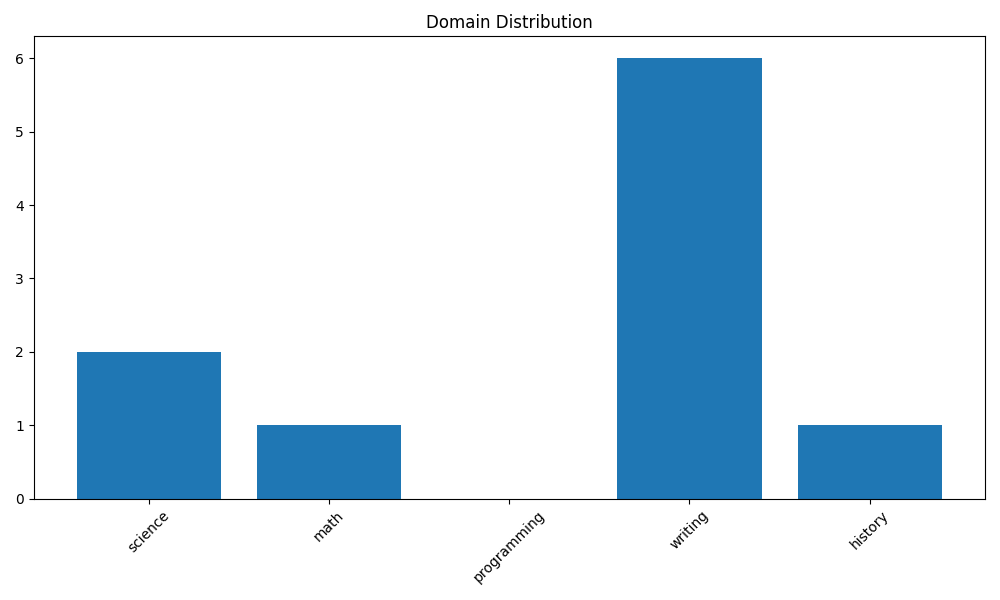 Domain Distribution
6
5
4
3
2
1
0
science
math
programming
writing
history